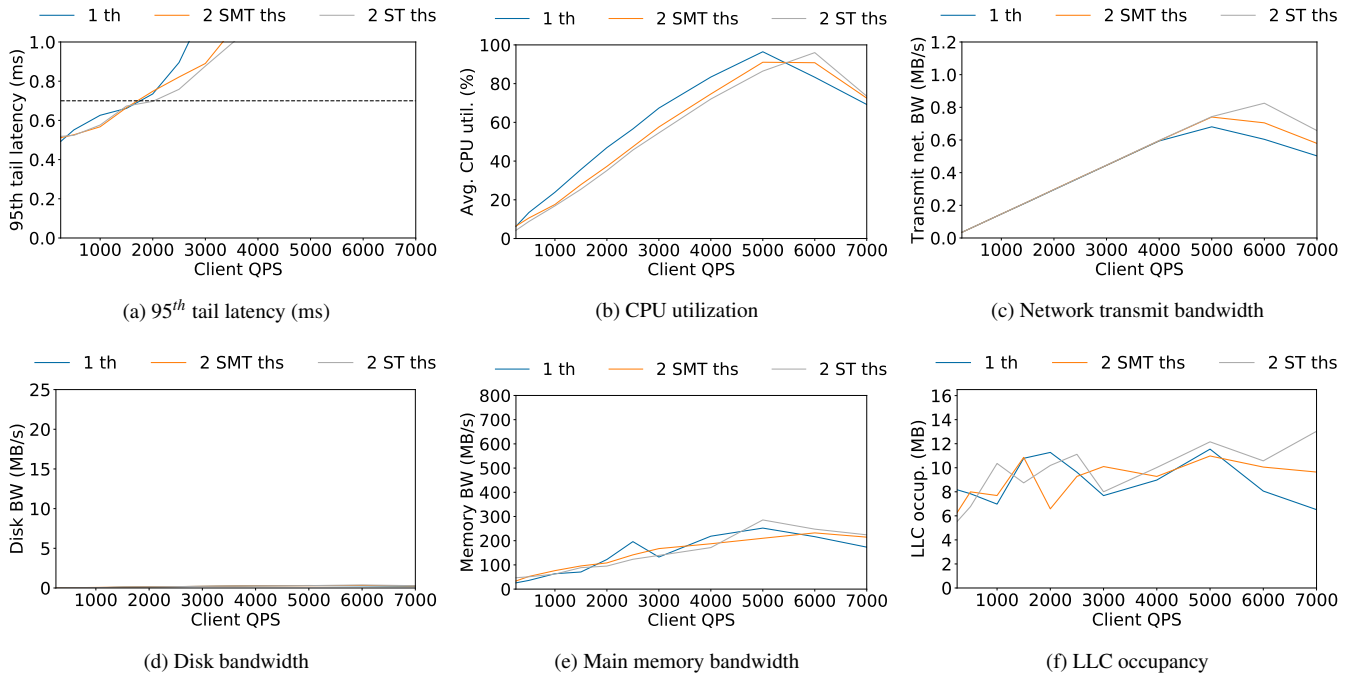 1 th 2 SMT ths 2 ST ths
95th tail latency (ms)
1.0
0.8
0.6
0.4
0.2
0.0
1000 2000 3000 4000 5000 6000 7000
Client QPS
(a) 95th tail latency (ms)
1 th 2 SMT ths 2 ST ths
Avg. CPU util. (%)
100
80
60
40
20
0
1000 2000 3000 4000 5000 6000 7000
Client QPS
(b) CPU utilization
1 th 2 SMT ths 2 ST ths
Transmit net. BW (MB/s)
1.2
1.0
0.8
0.6
0.4
0.2
0.0
1000 2000 3000 4000 5000 6000 7000
Client QPS
(c) Network transmit bandwidth
1 th 2 SMT ths 2 ST ths
Disk BW (MB/s)
25
20
15
10
5
0
1000 2000 3000 4000 5000 6000 7000
Client QPS
(d) Disk bandwidth
1 th 2 SMT ths 2 ST ths
Memory BW (MB/s)
800
700
600
500
400
300
200
100
0
1000 2000 3000 4000 5000 6000 7000
Client QPS
(e) Main memory bandwidth
1 th 2 SMT ths 2 ST ths
LLC occup. (MB)
16
14
12
10
8
6
4
2
0
1000 2000 3000 4000 5000 6000 7000
Client QPS
(f) LLC occupancy